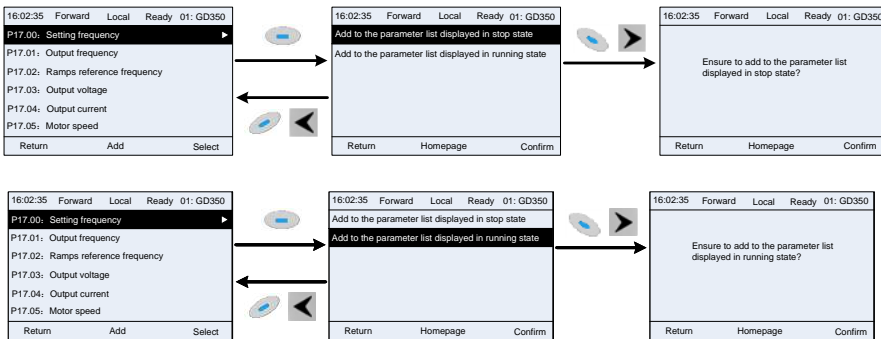 16:02:35 Forward Local Ready 01: GD350
P17.00: Setting frequency
P17.01: Output frequency
P17.02: Ramps reference frequency
P17.03: Output voltage
P17.04: Output current
P17.05: Motor speed
Return Add Select
16:02:35 Forward Local Ready 01: GD350
Add to the parameter list displayed in stop state
Add to the parameter list displayed in running state
Return Homepage Confirm
16:02:35 Forward Local Ready 01: GD350
Ensure to add to the parameter list
displayed in stop state?
Return Homepage Confirm
16:02:35 Forward Local Ready 01: GD350
P17.00: Setting frequency
P17.01: Output frequency
P17.02: Ramps reference frequency
P17.03: Output voltage
P17.04: Output current
P17.05: Motor speed
Return Add Select
16:02:35 Forward Local Ready 01: GD350
Add to the parameter list displayed in stop state
Add to the parameter list displayed in running state
Return Homepage Confirm
16:02:35 Forward Local Ready 01: GD350
Ensure to add to the parameter list
displayed in running state?
Return Homepage Confirm